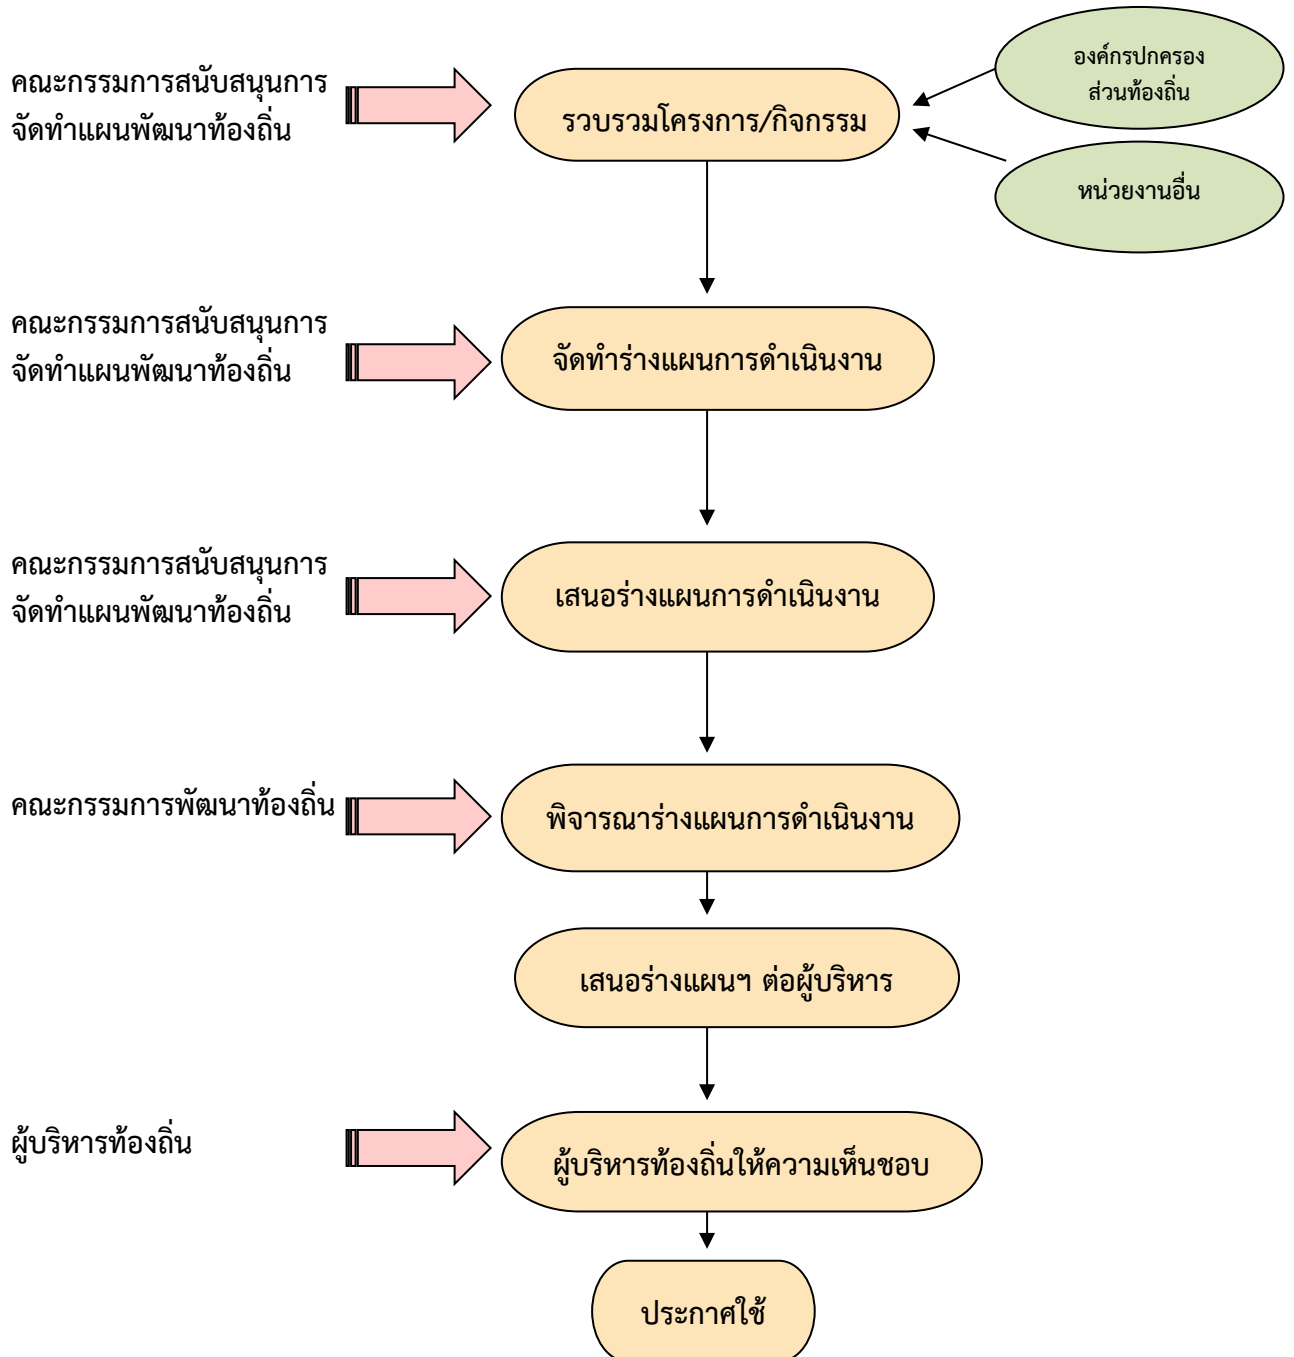 คณะกรรมการสนับสนุนการ
จัดทำแผนพัฒนาท้องถิ่น
รวบรวมโครงการ/กิจกรรม
องค์กรปกครอง
ส่วนท้องถิ่น
หน่วยงานอื่น
คณะกรรมการสนับสนุนการ
จัดทำแผนพัฒนาท้องถิ่น
จัดทำร่างแผนการดำเนินงาน
คณะกรรมการสนับสนุนการ
จัดทำแผนพัฒนาท้องถิ่น
เสนอร่างแผนการดำเนินงาน
คณะกรรมการพัฒนาท้องถิ่น
พิจารณาร่างแผนการดำเนินงาน
เสนอร่างแผนฯ ต่อผู้บริหาร
ผู้บริหารท้องถิ่น
ผู้บริหารท้องถิ่นให้ความเห็นชอบ
ประกาศใช้